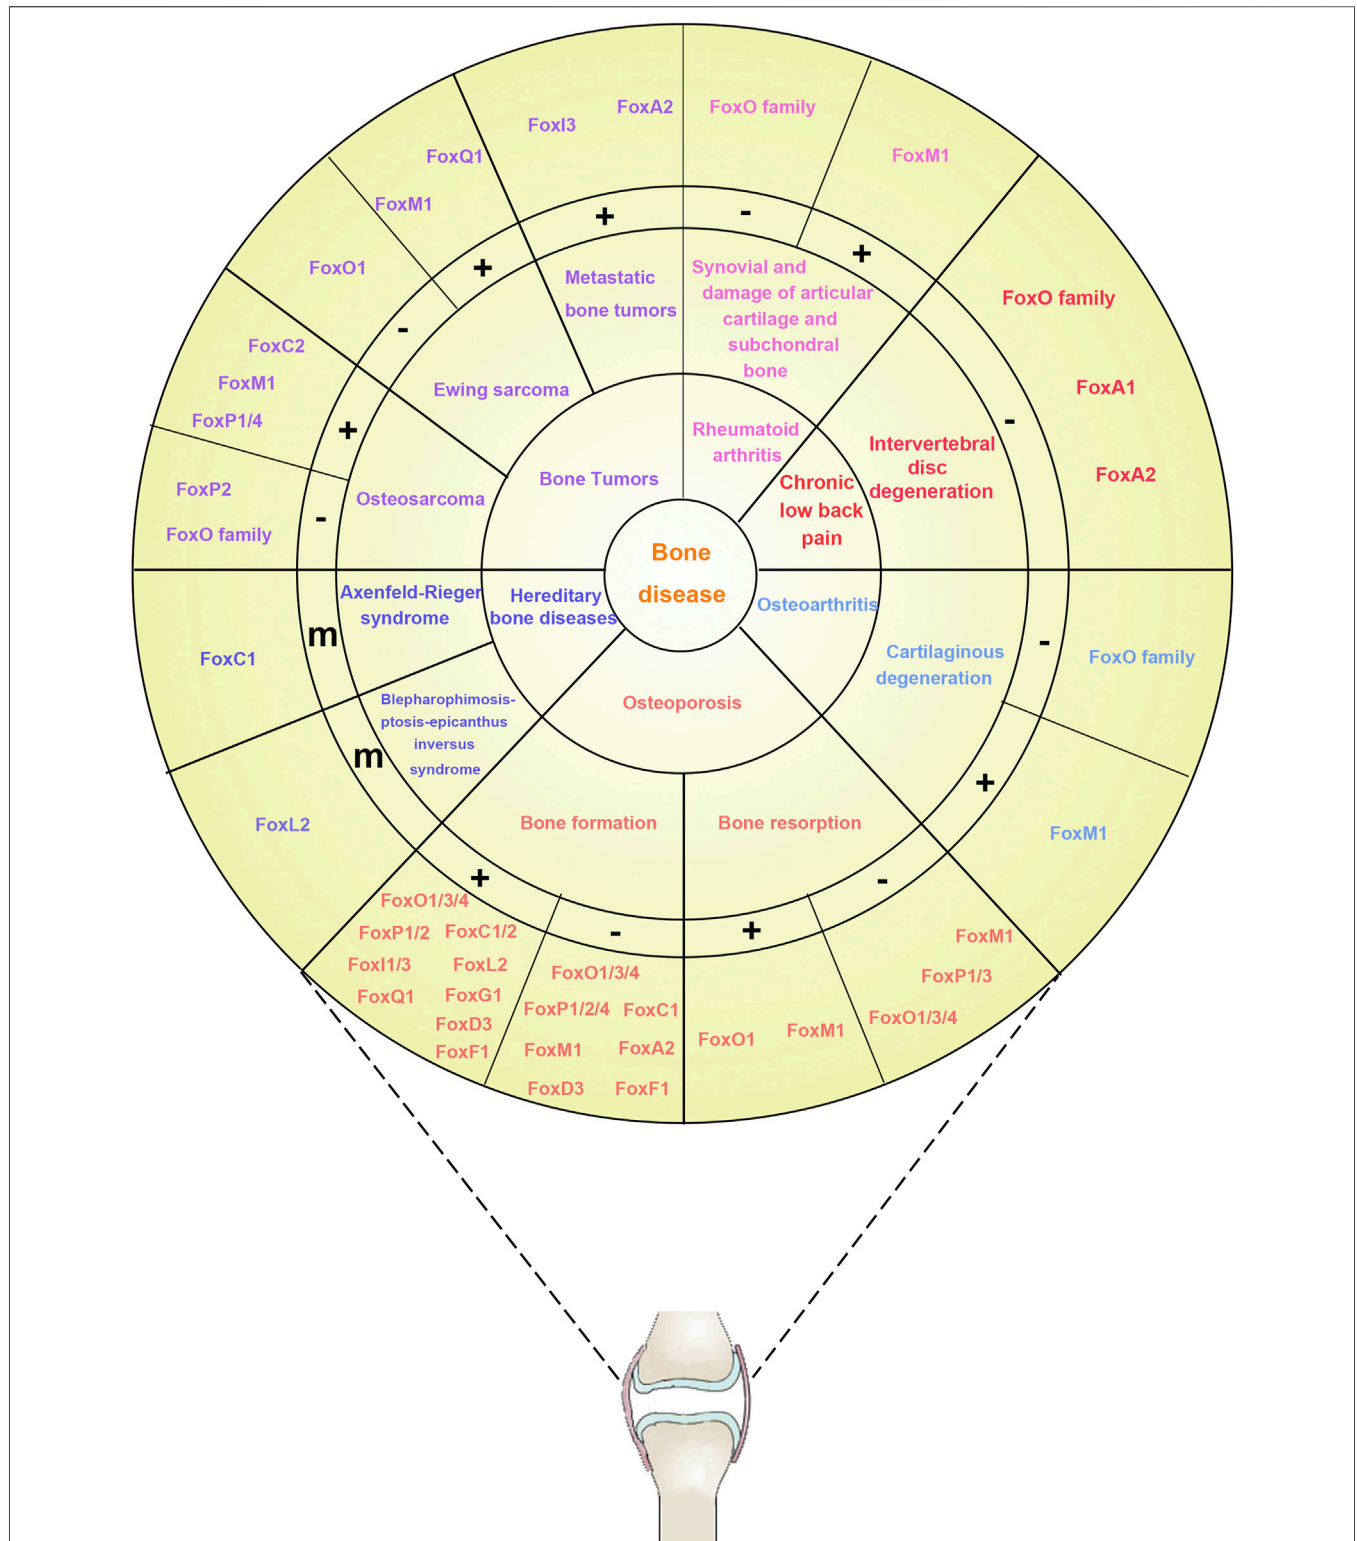 FoxI3
FoxA2
FoxO family
FoxM1
FoxQ1
FoxM1
FoxO1
FoxC2
FoxM1
FoxP1/4
FoxP2
FoxO family
FoxC1
FoxL2
FoxO family
FoxA1
FoxA2
FoxO family
FoxM1
+
-
+
+
-
+
-
m
m
-
-
+
+
-
+
-
Metastatic
bone tumors
Synovial and
damage of articular
cartilage and
subchondral
bone
Ewing sarcoma
Osteosarcoma
Intervertebral
disc
degeneration
Rheumatoid
arthritis
Bone Tumors
Chronic
low back
pain
Bone
disease
Axenfeld-Rieger
syndrome
Hereditary
bone diseases
Osteoarthritis
Cartilaginous
degeneration
Blepharophimosis-
ptosis-epicanthus
inversus
syndrome
Osteoporosis
Bone formation
Bone resorption
FoxO1/3/4
FoxP1/2 FoxC1/2
FoxI1/3 FoxL2
FoxQ1 FoxG1
FoxD3
FoxF1
FoxO1/3/4
FoxP1/2/4 FoxC1
FoxM1 FoxA2
FoxD3 FoxF1
FoxO1 FoxM1
FoxM1
FoxP1/3
FoxO1/3/4